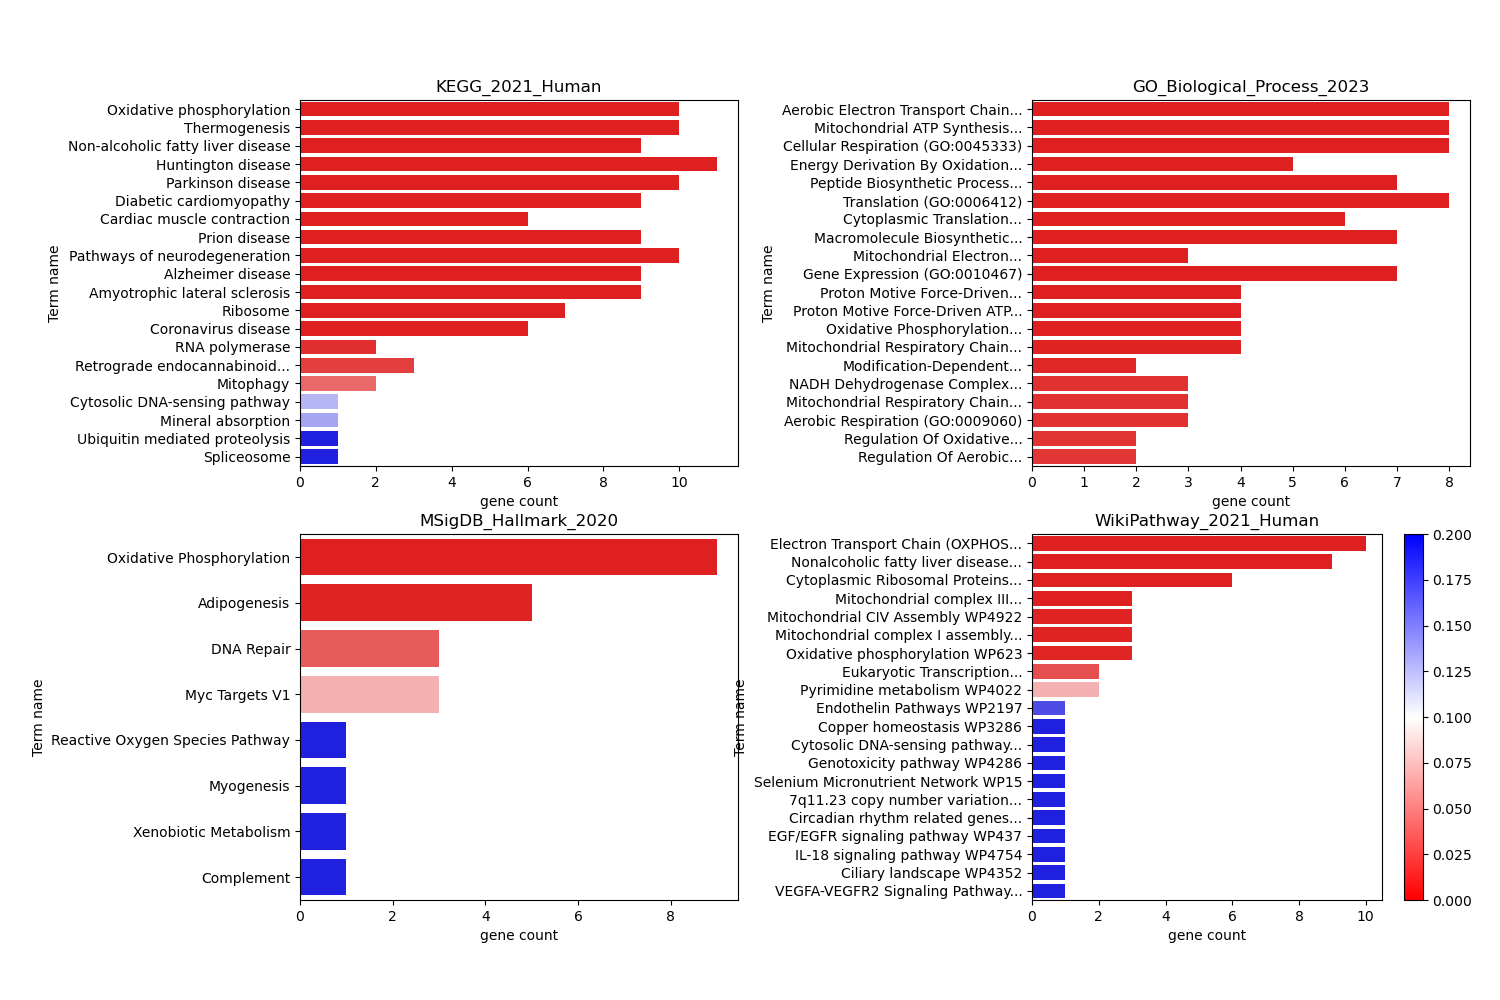 KEGG_2021_Human
Term name
Oxidative phosphorylation
Thermogenesis
Non-alcoholic fatty liver disease
Huntington disease
Parkinson disease
Diabetic cardiomyopathy
Cardiac muscle contraction
Prion disease
Pathways of neurodegeneration
Alzheimer disease
Amyotrophic lateral sclerosis
Ribosome
Coronavirus disease
RNA polymerase
Retrograde endocannabinoid...
Mitophagy
Cytosolic DNA-sensing pathway
Mineral absorption
Ubiquitin mediated proteolysis
Spliceosome
0 2 4 6 8 10
gene count
GO_Biological_Process_2023
Term name
Aerobic Electron Transport Chain...
Mitochondrial ATP Synthesis...
Cellular Respiration (GO:0045333)
Energy Derivation By Oxidation...
Peptide Biosynthetic Process...
Translation (GO:0006412)
Cytoplasmic Translation...
Macromolecule Biosynthetic...
Mitochondrial Electron...
Gene Expression (GO:0010467)
Proton Motive Force-Driven...
Proton Motive Force-Driven ATP...
Oxidative Phosphorylation...
Mitochondrial Respiratory Chain...
Modification-Dependent...
NADH Dehydrogenase Complex...
Mitochondrial Respiratory Chain...
Aerobic Respiration (GO:0009060)
Regulation Of Oxidative...
Regulation Of Aerobic...
0 1 2 3 4 5 6 7 8
gene count
MSigDB_Hallmark_2020
Term name
Oxidative Phosphorylation
Adipogenesis
DNA Repair
Myc Targets V1
Reactive Oxygen Species Pathway
Myogenesis
Xenobiotic Metabolism
Complement
0 2 4 6 8
gene count
WikiPathway_2021_Human
Term name
Electron Transport Chain (OXPHOS...
Nonalcoholic fatty liver disease...
Cytoplasmic Ribosomal Proteins...
Mitochondrial complex III...
Mitochondrial CIV Assembly WP4922
Mitochondrial complex I assembly...
Oxidative phosphorylation WP623
Eukaryotic Transcription...
Pyrimidine metabolism WP4022
Endothelin Pathways WP2197
Copper homeostasis WP3286
Cytosolic DNA-sensing pathway...
Genotoxicity pathway WP4286
Selenium Micronutrient Network WP15
7q11.23 copy number variation...
Circadian rhythm related genes...
EGF/EGFR signaling pathway WP437
IL-18 signaling pathway WP4754
Ciliary landscape WP4352
VEGFA-VEGFR2 Signaling Pathway...
0 2 4 6 8 10
gene count
0.200
0.175
0.150
0.125
0.100
0.075
0.050
0.025
0.000